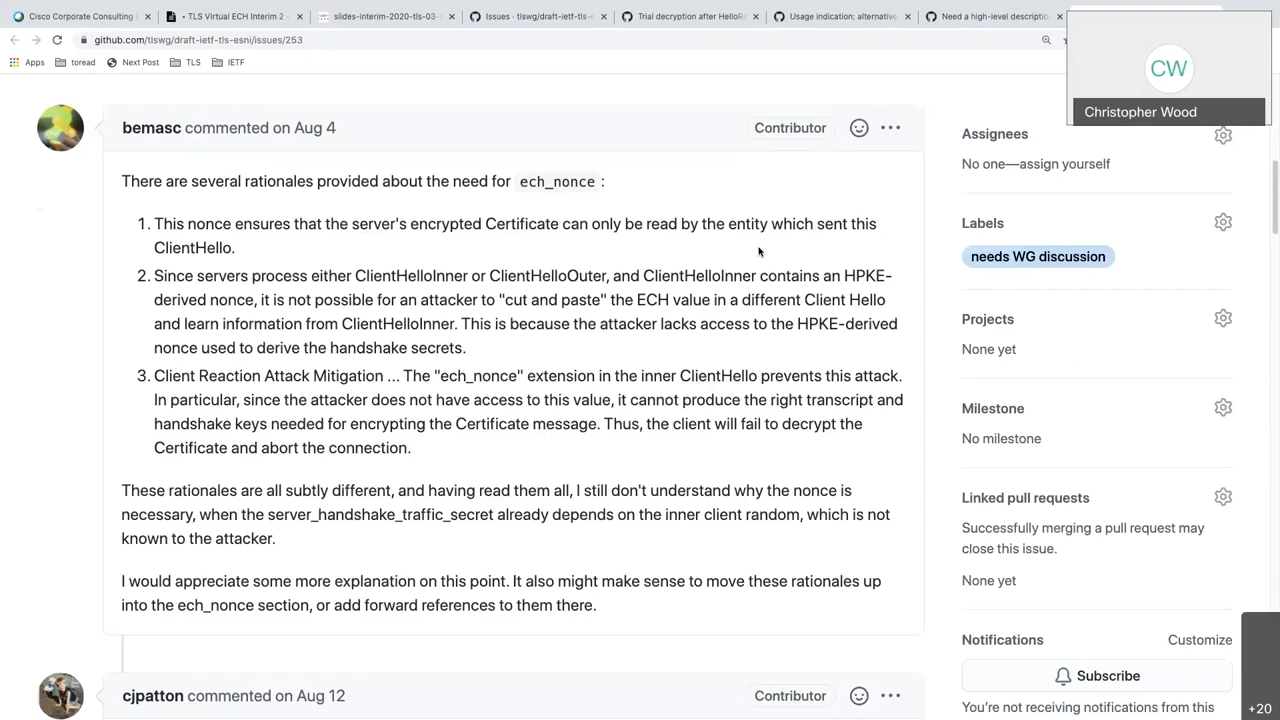 Cisco Corporate Consulting
TLS Virtual ECH Interim 2
slides-interim-2020-tls-03-s
Issues · tlswg/draft-ietf-tls-e
Trial decryption after HelloRe
Usage indication: alternative
Need a high-level descriptio
github.com/tlswg/draft-ietf-tls-esni/issues/253
Apps toread Next Post TLS IETF
CW
Christopher Wood
bemasc commented on Aug 4
Contributor
There are several rationales provided about the need for ech_nonce :
1. This nonce ensures that the server's encrypted Certificate can only be read by the entity which sent this
ClientHello.
2. Since servers process either ClientHelloInner or ClientHelloOuter, and ClientHelloInner contains an HPKE-
derived nonce, it is not possible for an attacker to "cut and paste" the ECH value in a different Client Hello
and learn information from ClientHelloInner. This is because the attacker lacks access to the HPKE-derived
nonce used to derive the handshake secrets.
3. Client Reaction Attack Mitigation ... The "ech_nonce" extension in the inner ClientHello prevents this attack.
In particular, since the attacker does not have access to this value, it cannot produce the right transcript and
handshake keys needed for encrypting the Certificate message. Thus, the client will fail to decrypt the
Certificate and abort the connection.
These rationales are all subtly different, and having read them all, I still don't understand why the nonce is
necessary, when the server_handshake_traffic_secret already depends on the inner client random, which is not
known to the attacker.
I would appreciate some more explanation on this point. It also might make sense to move these rationales up
into the ech_nonce section, or add forward references to them there.
cjpatton commented on Aug 12
Contributor
Assignees
No one—assign yourself
Labels
needs WG discussion
Projects
None yet
Milestone
No milestone
Linked pull requests
Successfully merging a pull request may
close this issue.
None yet
Notifications
Customize
Subscribe
You're not receiving notifications from this
+20